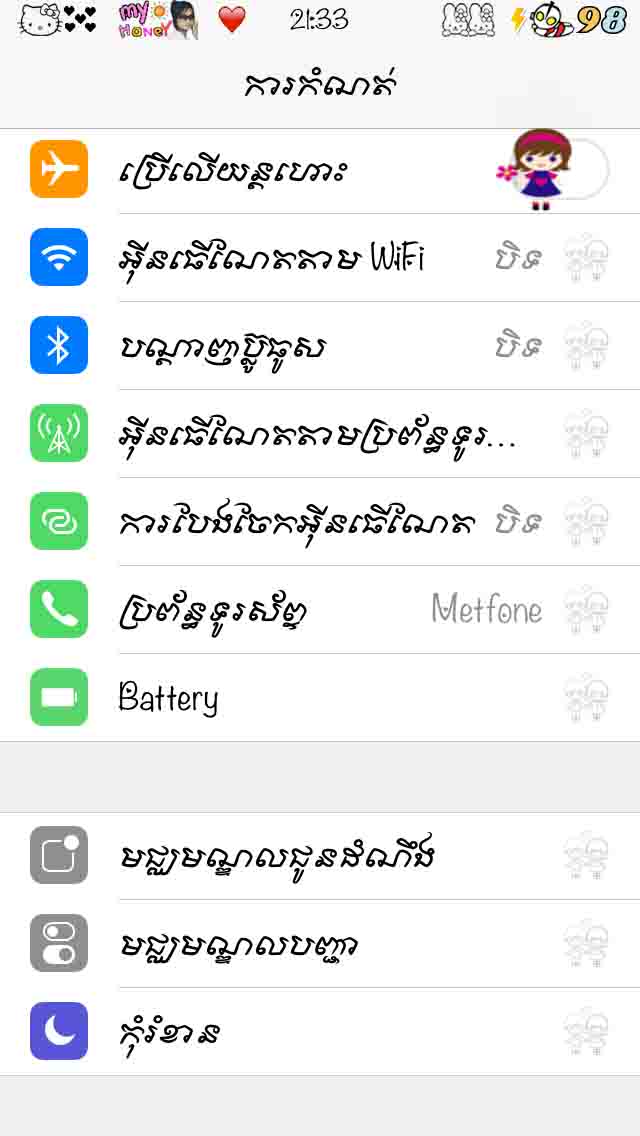 my
Honey
21:33
98
ការកំណត់
ប្រើលើយន្តហោះ
អ៊ីនធើណែតតាម WiFi បិទ
បណ្តាញប្ល៊ូធូស បិទ
អ៊ីនធើណែតតាមប្រព័ន្ធទូរ...
ការបែងចែកអ៊ីនធើណែត បិទ
ប្រព័ន្ធទូរស័ព្ទ Metfone
Battery
មជ្ឈមណ្ឌលជូនដំណឹង
មជ្ឈមណ្ឌលបញ្ជា
កុំរំខាន